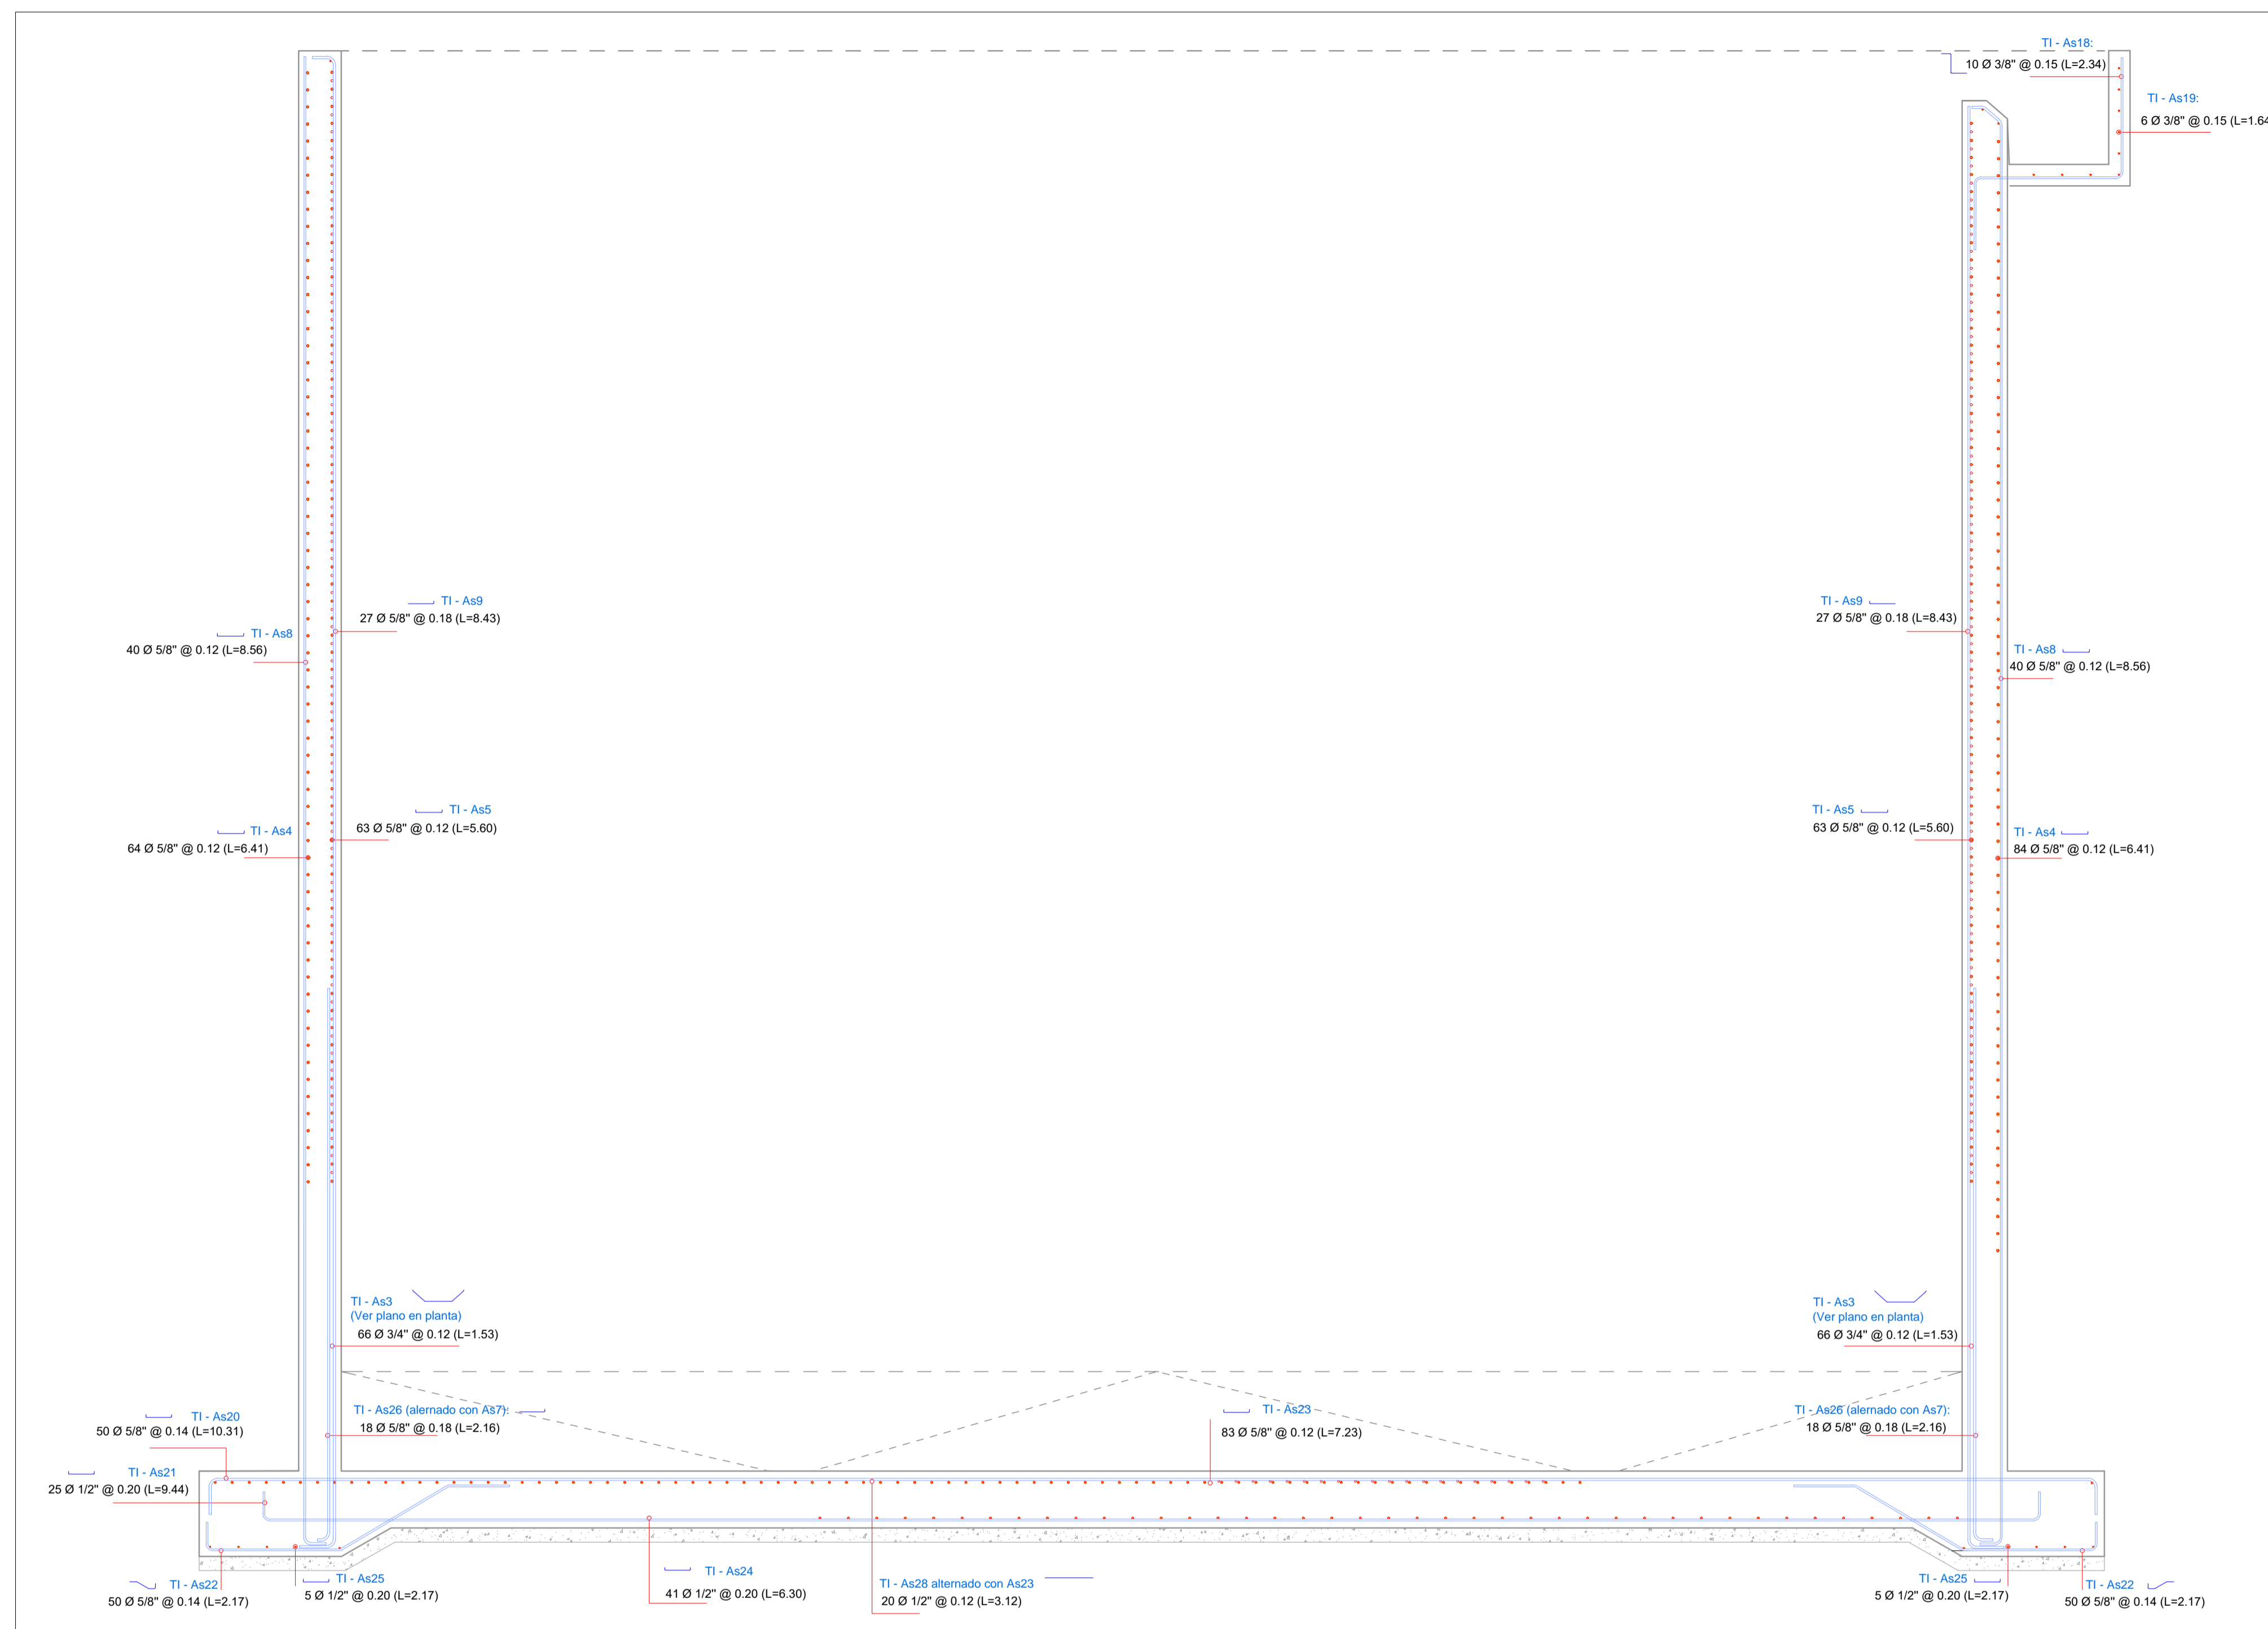 TI - As18:
10 Ø 3/8" @ 0.15 (L=2.34)
TI - As19:
6 Ø 3/8" @ 0.15 (L=1.64
TI - As9
27 Ø 5/8" @ 0.18 (L=8.43)
TI - As9
27 Ø 5/8" @ 0.18 (L=8.43)
TI - As8
40 Ø 5/8" @ 0.12 (L=8.56)
TI - As8
40 Ø 5/8" @ 0.12 (L=8.56)
TI - As5
63 Ø 5/8" @ 0.12 (L=5.60)
TI - As5
63 Ø 5/8" @ 0.12 (L=5.60)
TI - As4
64 Ø 5/8" @ 0.12 (L=6.41)
TI - As4
84 Ø 5/8" @ 0.12 (L=6.41)
TI - As3
(Ver plano en planta)
66 Ø 3/4" @ 0.12 (L=1.53)
TI - As3
(Ver plano en planta)
66 Ø 3/4" @ 0.12 (L=1.53)
TI - As20
50 Ø 5/8" @ 0.14 (L=10.31)
TI - As26 (alernado con As7):
18 Ø 5/8" @ 0.18 (L=2.16)
TI - As23
83 Ø 5/8" @ 0.12 (L=7.23)
TI - As26 (alernado con As7):
18 Ø 5/8" @ 0.18 (L=2.16)
TI - As21
25 Ø 1/2" @ 0.20 (L=9.44)
TI - As22
50 Ø 5/8" @ 0.14 (L=2.17)
TI - As25
5 Ø 1/2" @ 0.20 (L=2.17)
TI - As24
41 Ø 1/2" @ 0.20 (L=6.30)
TI - As28 alternado con As23
20 Ø 1/2" @ 0.12 (L=3.12)
TI - As25
5 Ø 1/2" @ 0.20 (L=2.17)
TI - As22
50 Ø 5/8" @ 0.14 (L=2.17)